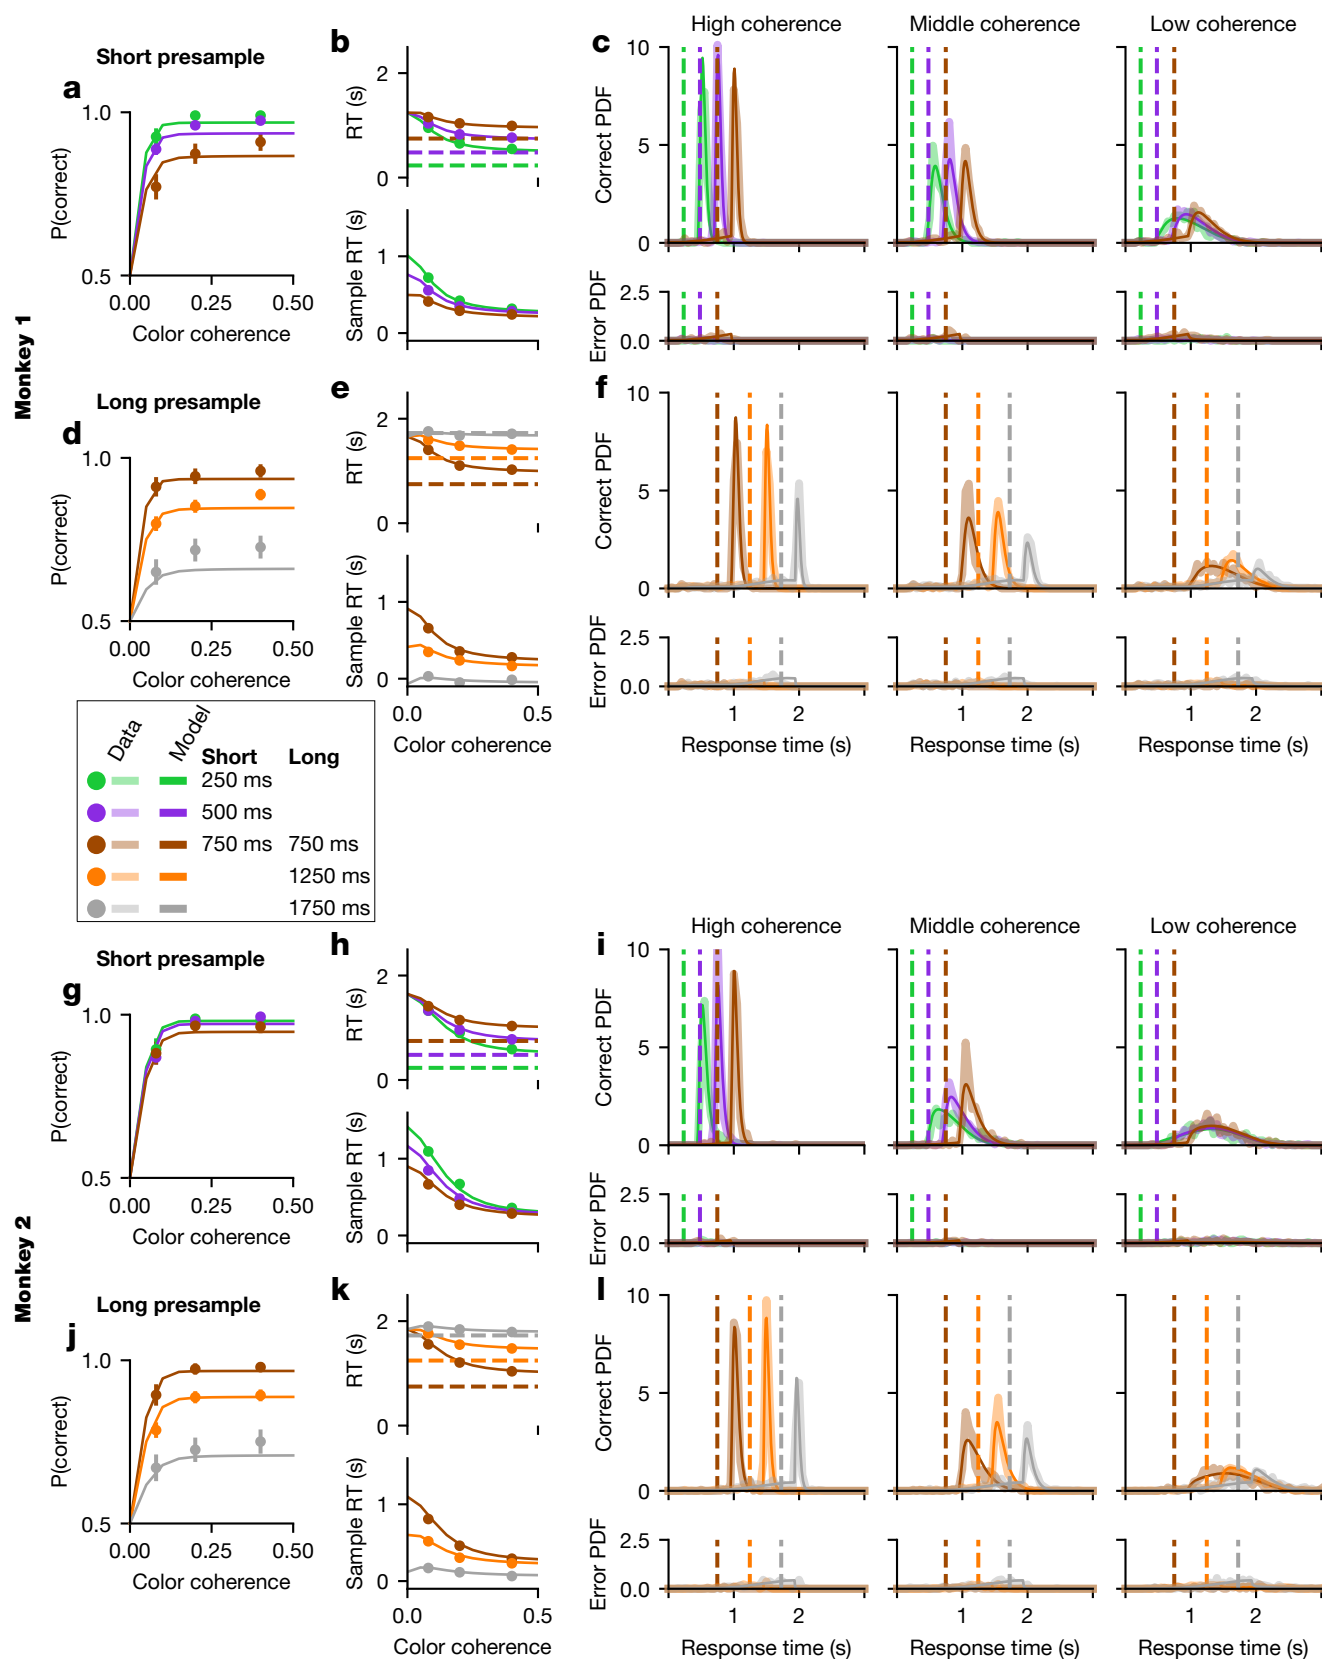 Monkey 1
Short presample
a
1.0
0.5
P(correct)
0.00 0.25 0.50
Color coherence
b
2
0
RT (s)
1
0
Sample RT (s)
High coherence Middle coherence Low coherence
c
10
5
0
Correct PDF
2.5
0.0
Error PDF
Long presample
d
1.0
0.5
P(correct)
0.00 0.25 0.50
Color coherence
e
2
0
RT (s)
1
0
Sample RT (s)
0.0 0.5
Color coherence
f
10
5
0
Correct PDF
2.5
0.0
Error PDF
1 2 1 2 1 2
Response time (s) Response time (s) Response time (s)
Data Model Short Long
250 ms
500 ms
750 ms 750 ms
1250 ms
1750 ms
Monkey 2
Short presample
g
1.0
0.5
P(correct)
0.00 0.25 0.50
Color coherence
h
2
0
RT (s)
1
0
Sample RT (s)
High coherence Middle coherence Low coherence
i
10
5
0
Correct PDF
2.5
0.0
Error PDF
Long presample
j
1.0
0.5
P(correct)
0.00 0.25 0.50
Color coherence
k
2
0
RT (s)
1
0
Sample RT (s)
0.0 0.5
Color coherence
l
10
5
0
Correct PDF
2.5
0.0
Error PDF
1 2 1 2 1 2
Response time (s) Response time (s) Response time (s)